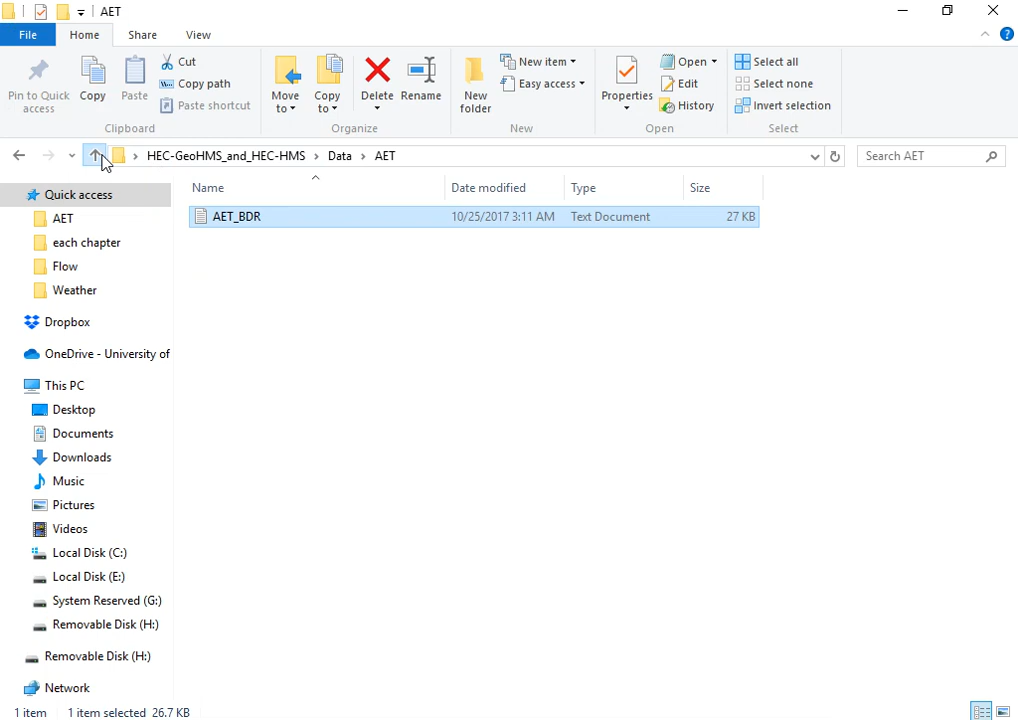 AET
File Home Share View
Pin to Quick access
Copy
Paste
Cut
Copy path
Paste shortcut
Clipboard
Move to
Copy to
Delete
Rename
Organize
New folder
New item
Easy access
New
Properties
Open
Edit
History
Open
Select all
Select none
Invert selection
Select
HEC-GeoHMS_and_HEC-HMS > Data > AET
Search AET
Name Date modified Type Size
AET_BDR 10/25/2017 3:11 AM Text Document 27 KB
Quick access
AET
each chapter
Flow
Weather
Dropbox
OneDrive - University of
This PC
Desktop
Documents
Downloads
Music
Pictures
Videos
Local Disk (C:)
Local Disk (E:)
System Reserved (G:)
Removable Disk (H:)
Removable Disk (H:)
Network
1 item 1 item selected 26.7 KB